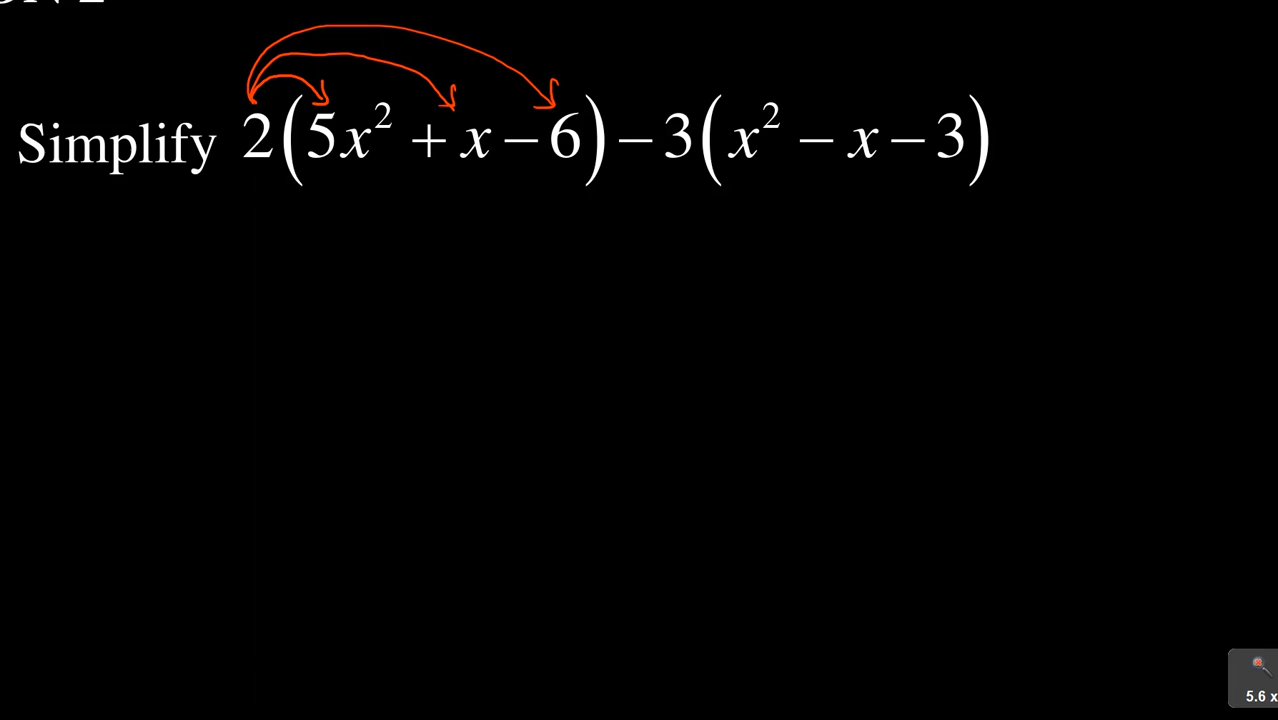 Simplify 2(5x² + x − 6) − 3(x² − x − 3)
5.6 x